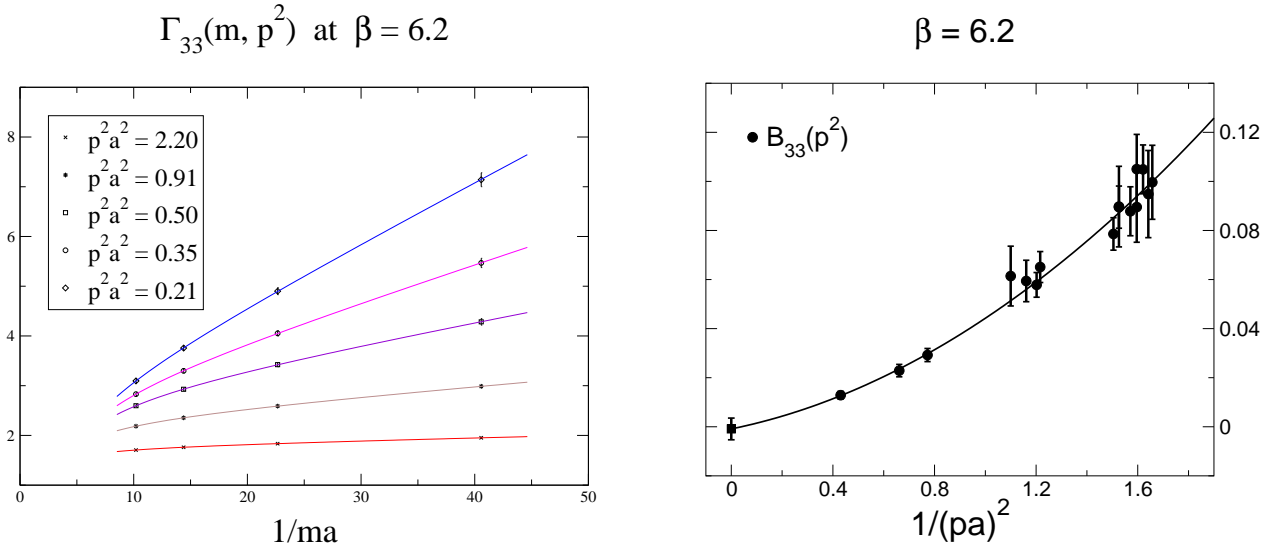 Γ₃₃(m, p²) at β = 6.2
8
6
4
2
0
10
20
30
40
50
p²a² = 2.20
p²a² = 0.91
p²a² = 0.50
p²a² = 0.35
p²a² = 0.21
1/ma
β = 6.2
B₃₃(p²)
0.12
0.08
0.04
0
0
0.4
0.8
1.2
1.6
1/(pa)²